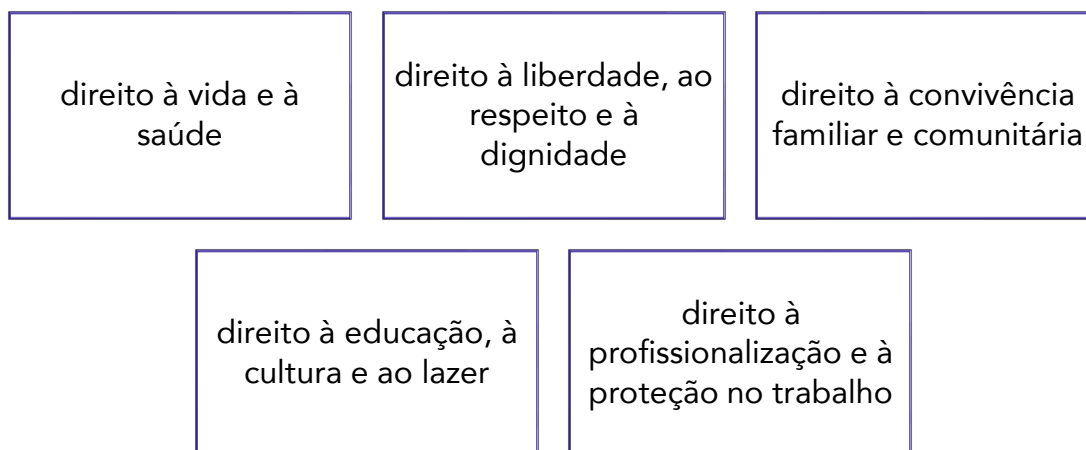 direito à vida e à
saúde
direito à liberdade, ao
respeito e à
dignidade
direito à convivência
familiar e comunitária
direito à educação, à
cultura e ao lazer
direito à
profissionalização e à
proteção no trabalho